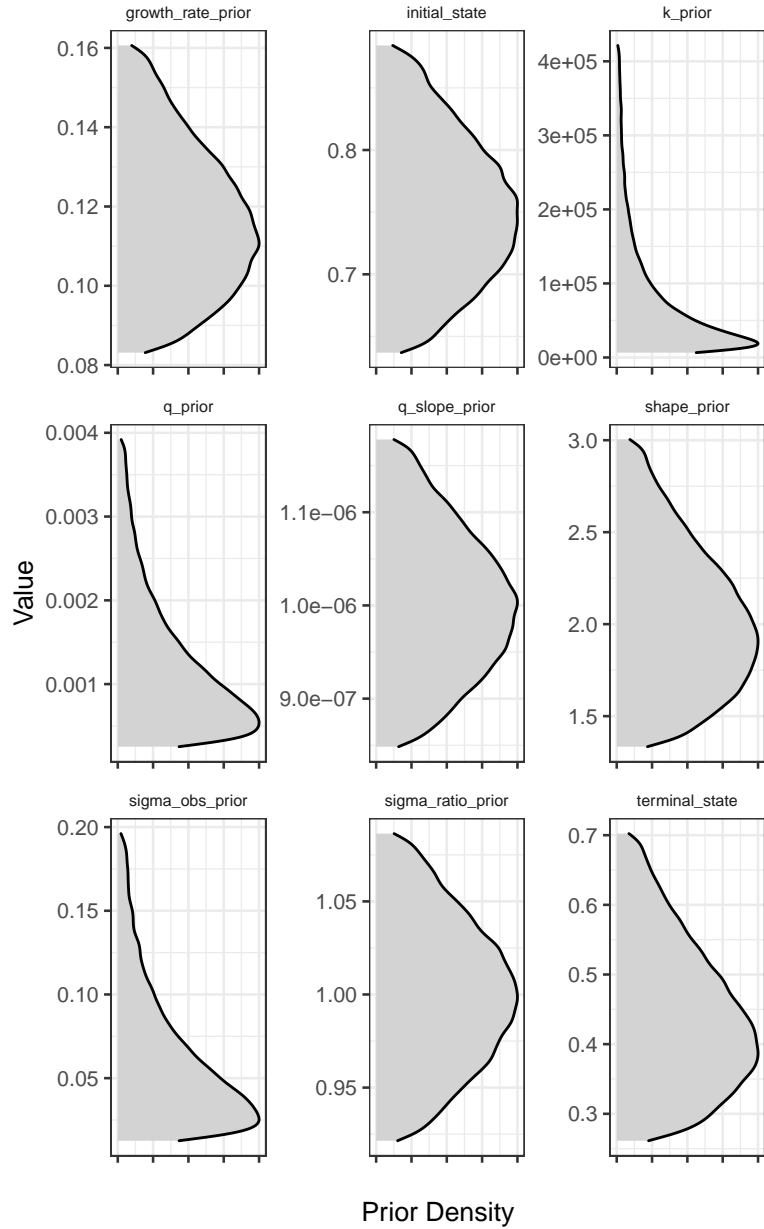 growth_rate_prior
0.16
0.14
0.12
0.10
0.08
initial_state
0.8
0.7
k_prior
4e+05
3e+05
2e+05
1e+05
0e+00
q_prior
0.004
0.003
0.002
0.001
q_slope_prior
1.1e−06
1.0e−06
9.0e−07
shape_prior
3.0
2.5
2.0
1.5
sigma_obs_prior
0.20
0.15
0.10
0.05
sigma_ratio_prior
1.05
1.00
0.95
terminal_state
0.7
0.6
0.5
0.4
0.3
Value
Prior Density